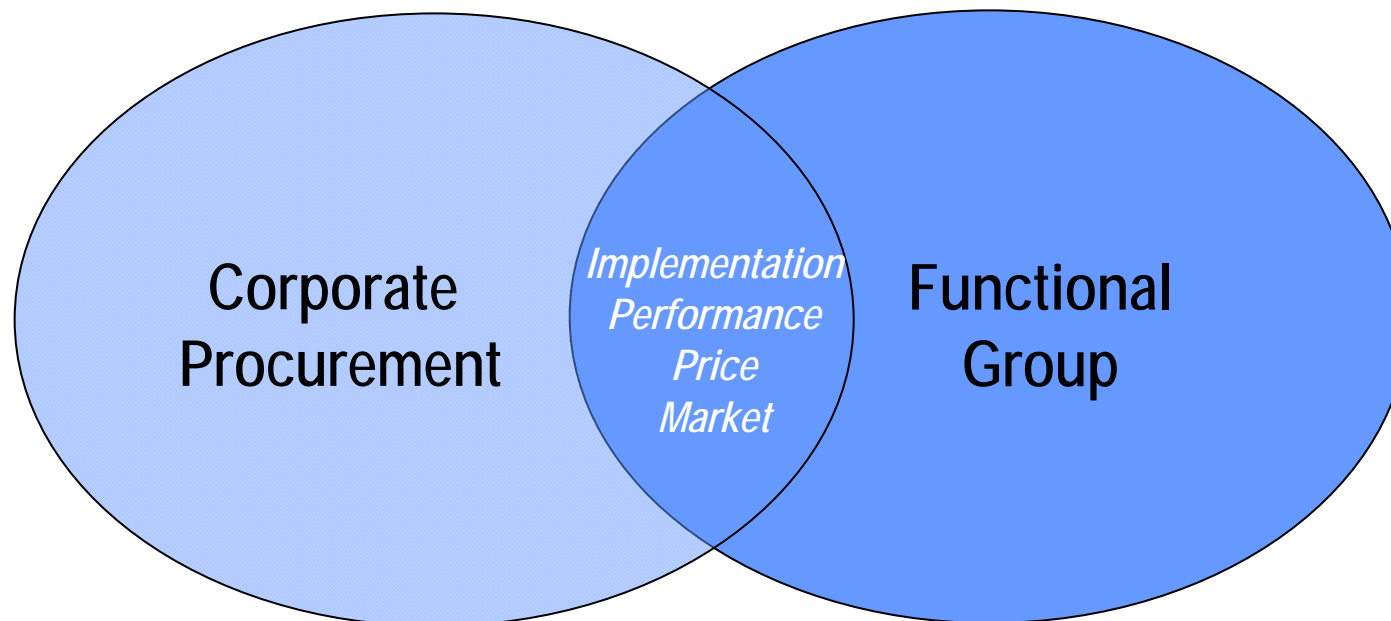 Corporate
Procurement
Implementation
Performance
Price
Market
Functional
Group